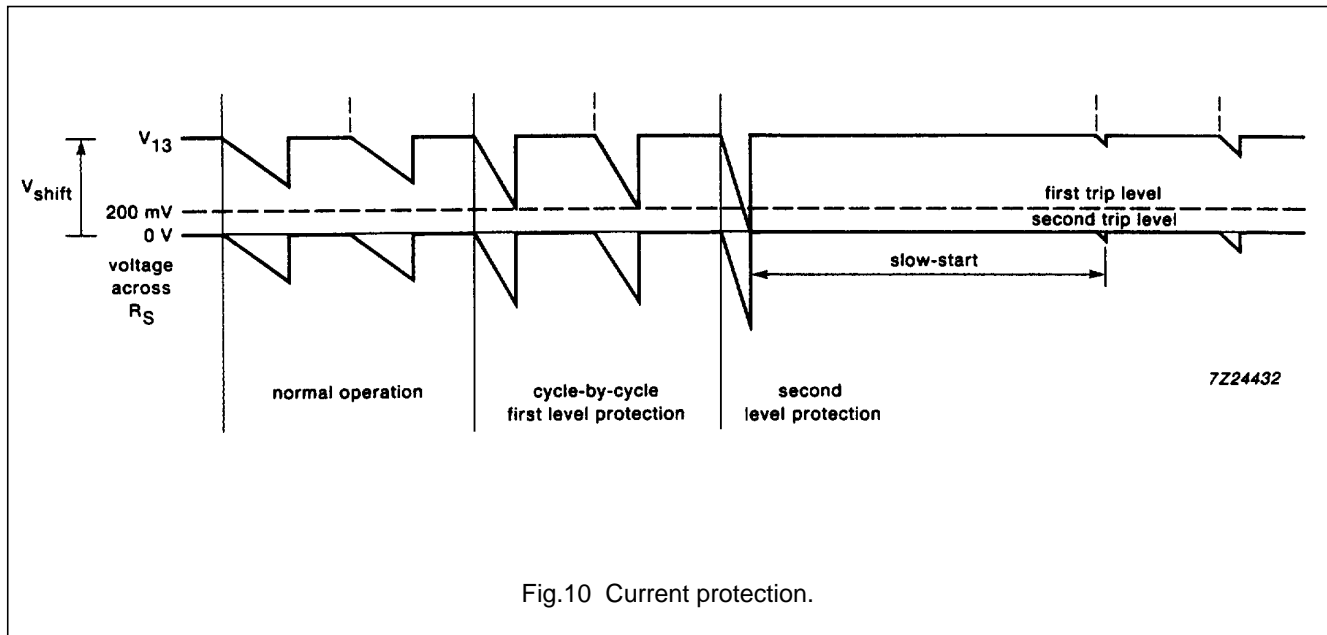 V13
Vshift
200 mV
first trip level
second trip level
0 V
voltage
across
RS
slow-start
normal operation
cycle-by-cycle
first level protection
second
level protection
7Z24432
Fig.10 Current protection.